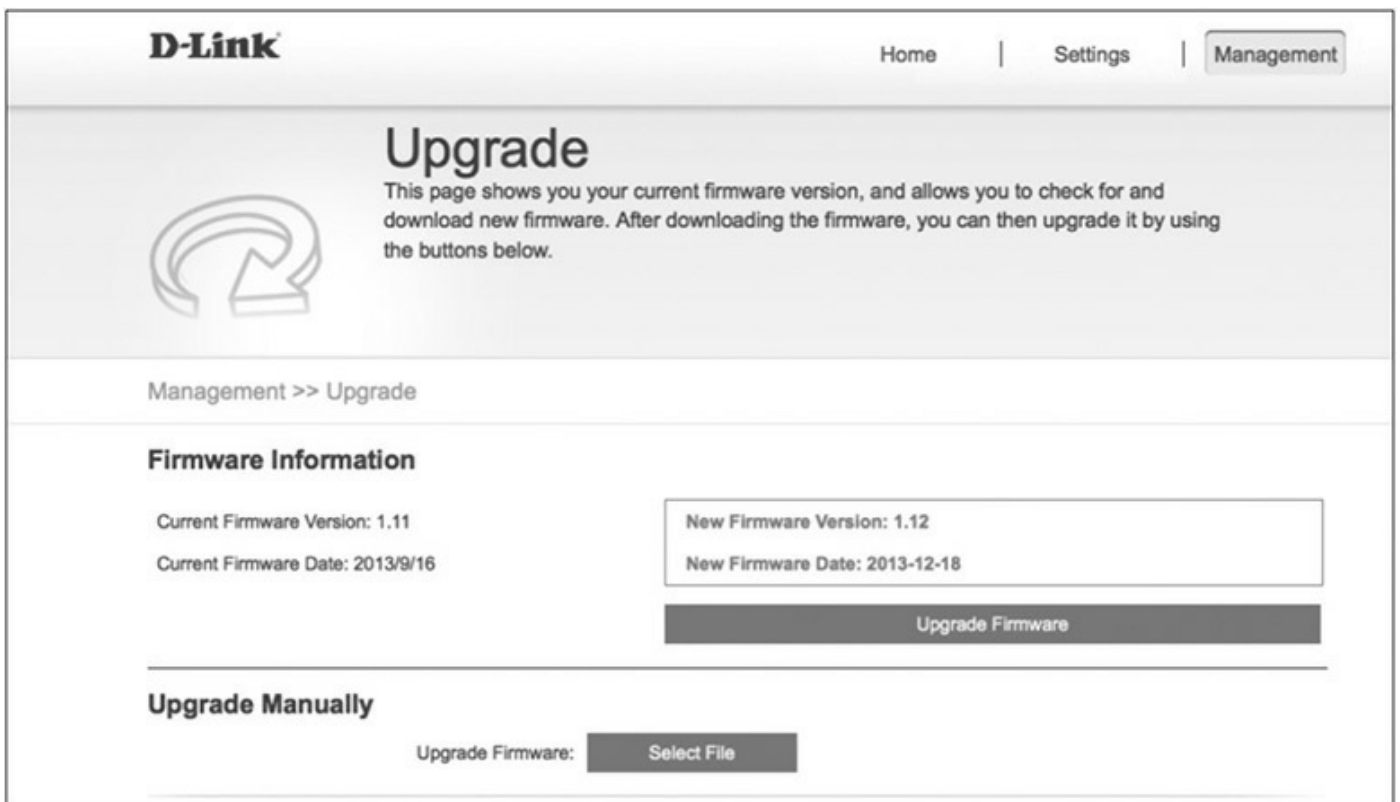 D-Link
Home | Settings | Management
Upgrade
This page shows you your current firmware version, and allows you to check for and
download new firmware. After downloading the firmware, you can then upgrade it by using
the buttons below.
Management >> Upgrade
Firmware Information
Current Firmware Version: 1.11
New Firmware Version: 1.12
Current Firmware Date: 2013/9/16
New Firmware Date: 2013-12-18
Upgrade Firmware
Upgrade Manually
Upgrade Firmware: Select File